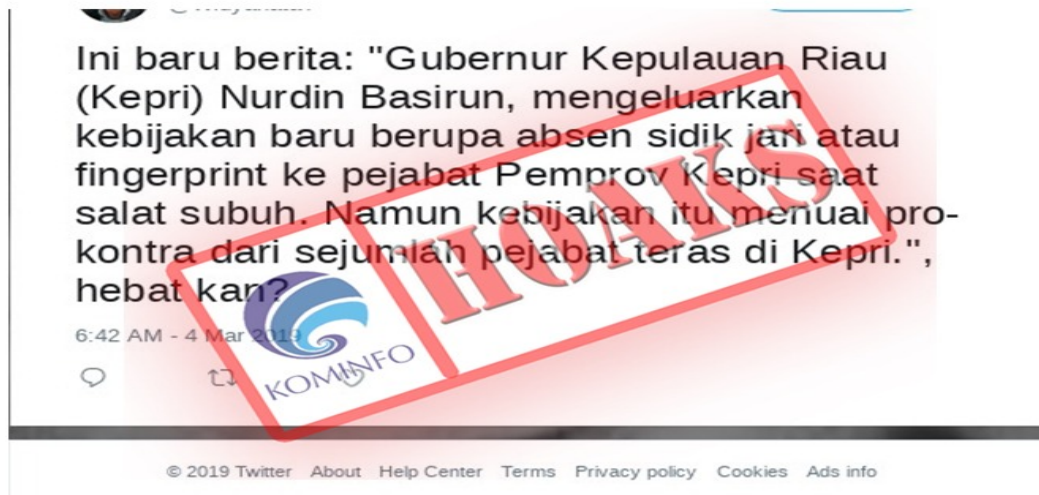 Ini baru berita: "Gubernur Kepulauan Riau
(Kepri) Nurdin Basirun, mengeluarkan
kebijakan baru berupa absen sidik jari atau
fingerprint ke pejabat Pemprov Kepri saat
salat subuh. Namun kebijakan itu menuai pro-
kontra dari sejumlah pejabat teras di Kepri.",
hebat kan?
HOAKS
6:42 AM - 4 Mar 2019
KOMINFO
© 2019 Twitter About Help Center Terms Privacy policy Cookies Ads info